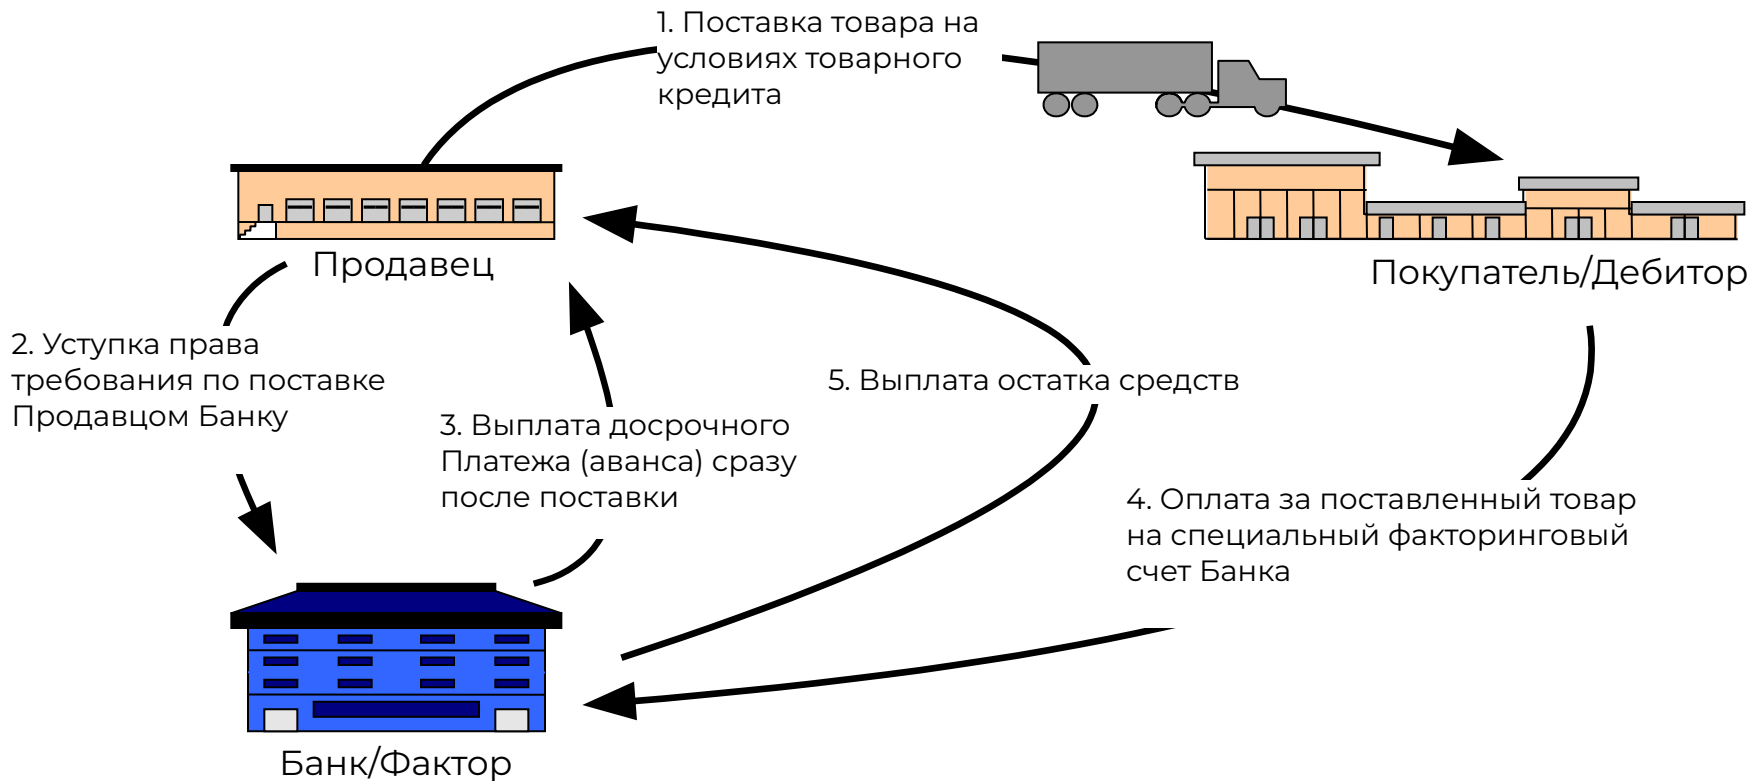 1. Поставка товара на
условиях товарного
кредита
Продавец
Покупатель/Дебитор
2. Уступка права
требования по поставке
Продавцом Банку
3. Выплата досрочного
Платежа (аванса) сразу
после поставки
5. Выплата остатка средств
4. Оплата за поставленный товар
на специальный факторинговый
счет Банка
Банк/Фактор